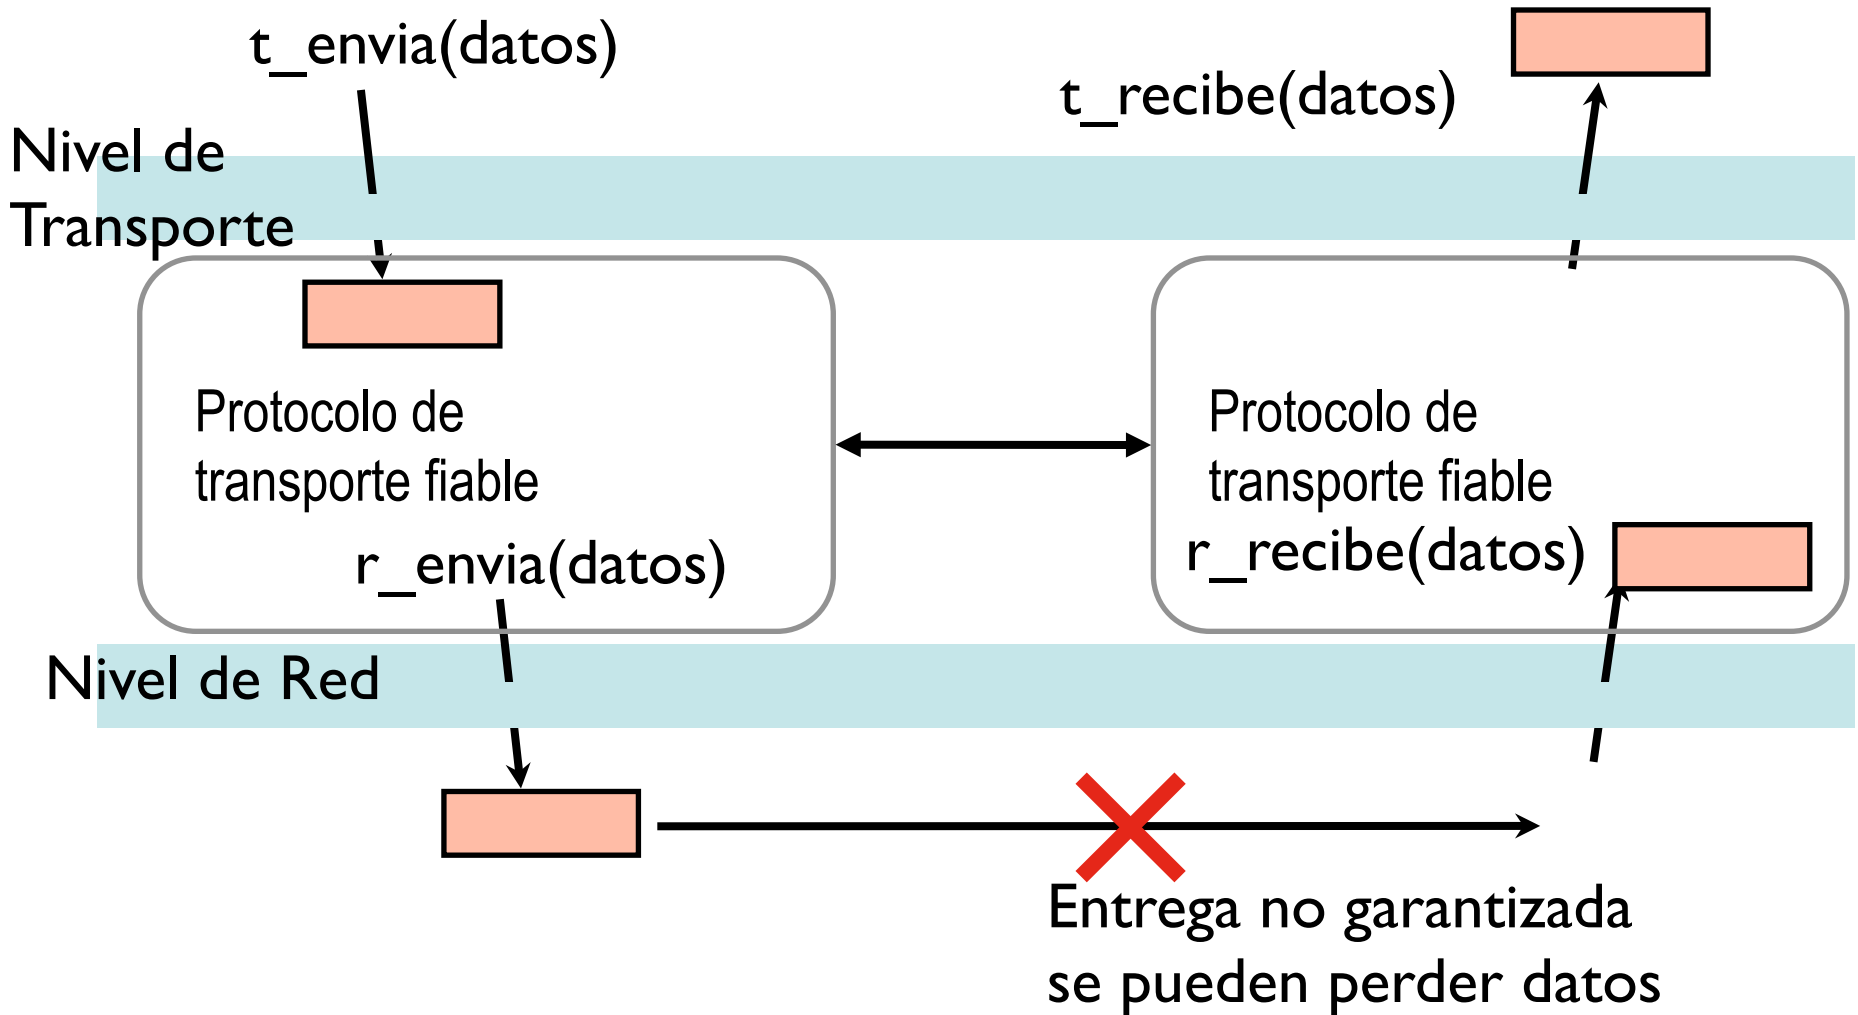 t_envia(datos)
t_recibe(datos)
Nivel de
Transporte
Protocolo de
transporte fiable
r_envia(datos)
Protocolo de
transporte fiable
r_recibe(datos)
Nivel de Red
Entrega no garantizada
se pueden perder datos